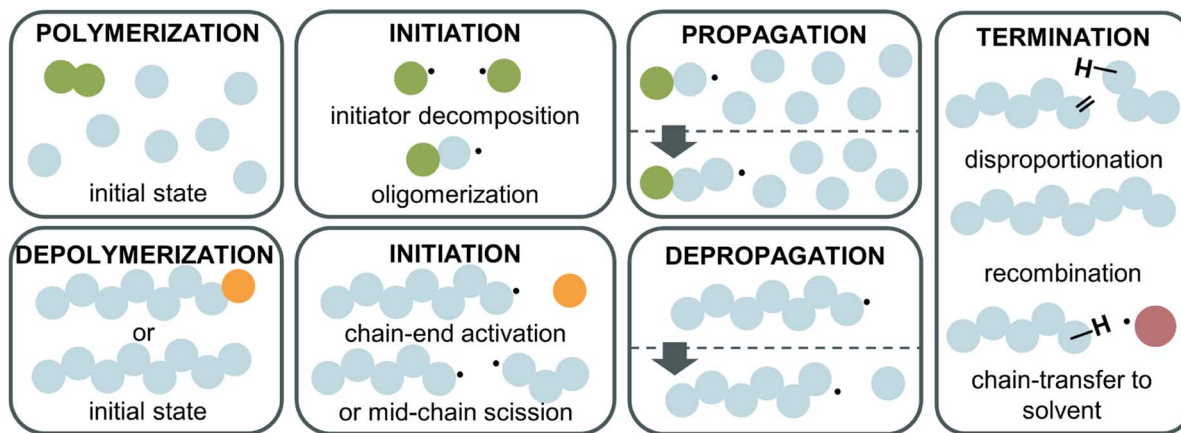 POLYMERIZATION
initial state
INITIATION
initiator decomposition
oligomerization
PROPAGATION
TERMINATION
H
disproportionation
recombination
H
chain-transfer to
solvent
DEPOLYMERIZATION
or
initial state
INITIATION
chain-end activation
or mid-chain scission
DEPROPAGATION